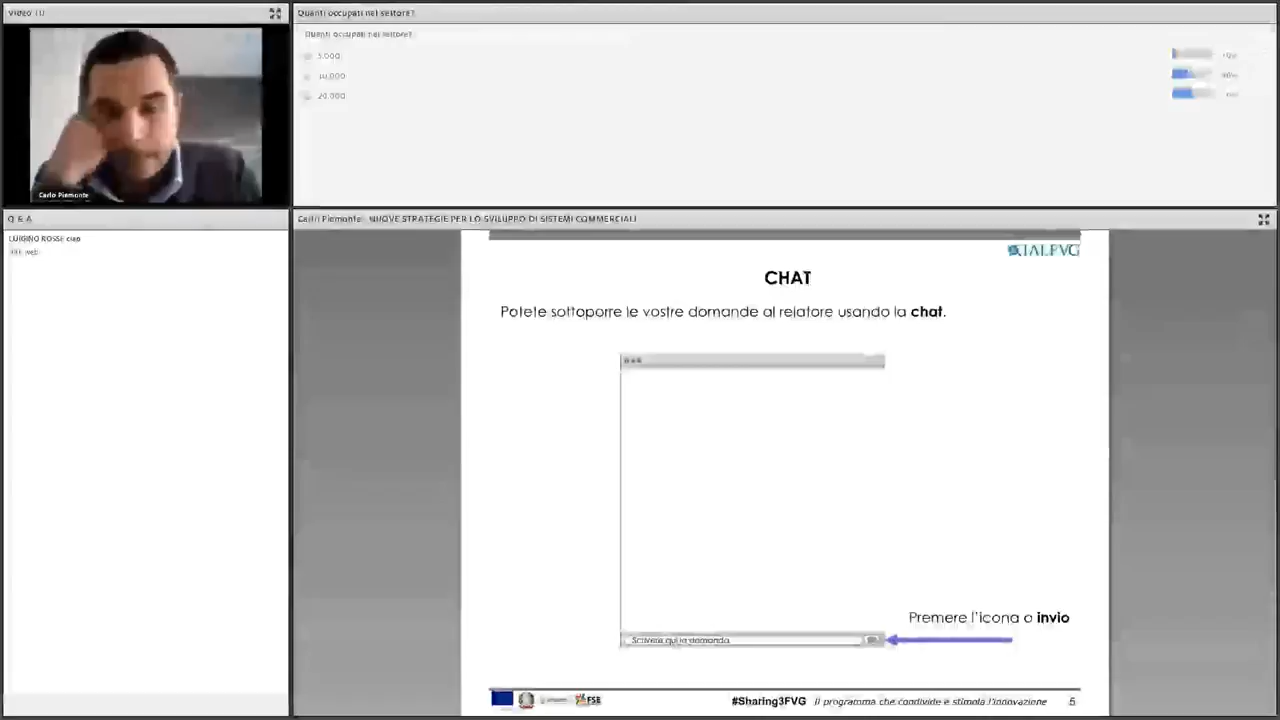 Video
Quanti occupati nel settore?
Quanti occupati nel settore?
5.000
10.000
20.000
Carlo Piemonte
Q & A
LUIGINO ROSSI: ciao
Carlo Piemonte: NUOVE STRATEGIE PER LO SVILUPPO DI SISTEMI COMMERCIALI
IALFVG
CHAT
Potete sottoporre le vostre domande al relatore usando la chat.
Premere l'icona o invio
Scrivere qui la domanda
FSE
#Sharing3FVG Il programma che condivide e stimola l'innovazione 5